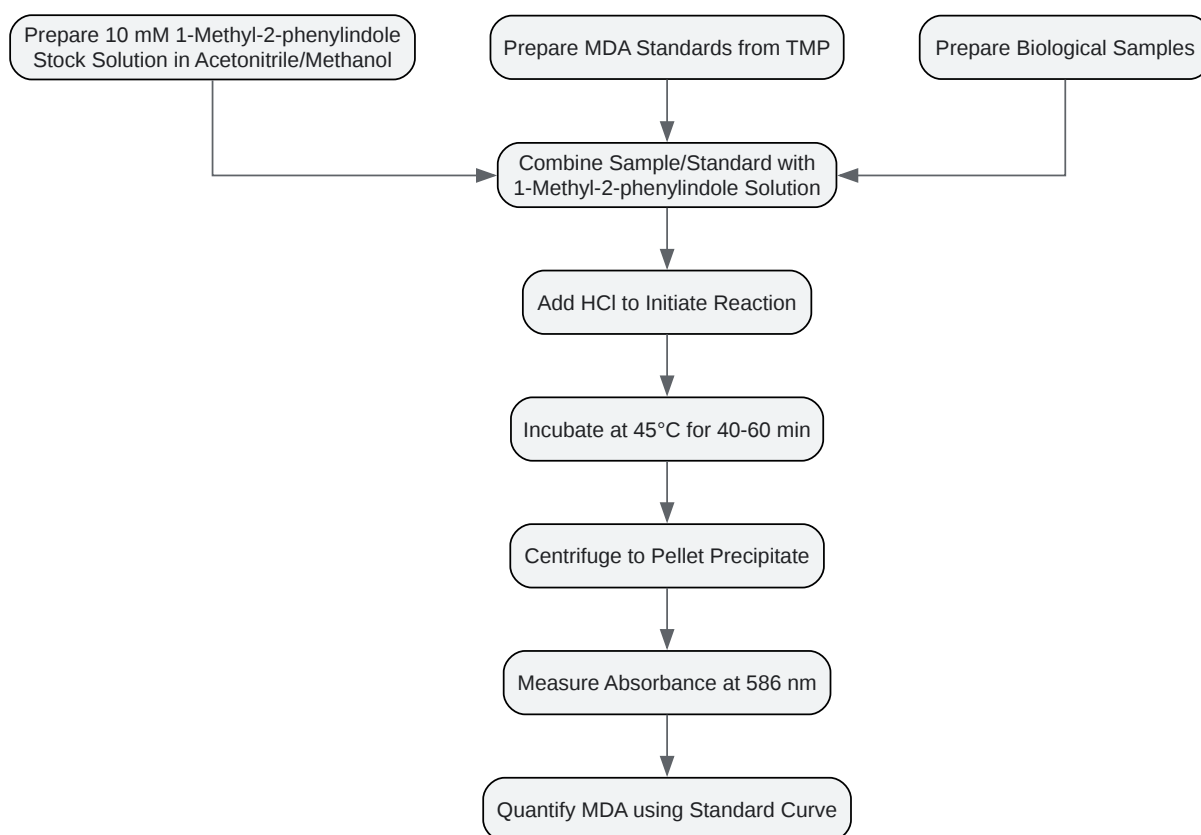 Prepare 10 mM 1-Methyl-2-phenylindole
Stock Solution in Acetonitrile/Methanol
Prepare MDA Standards from TMP
Prepare Biological Samples
Combine Sample/Standard with
1-Methyl-2-phenylindole Solution
Add HCl to Initiate Reaction
Incubate at 45°C for 40-60 min
Centrifuge to Pellet Precipitate
Measure Absorbance at 586 nm
Quantify MDA using Standard Curve